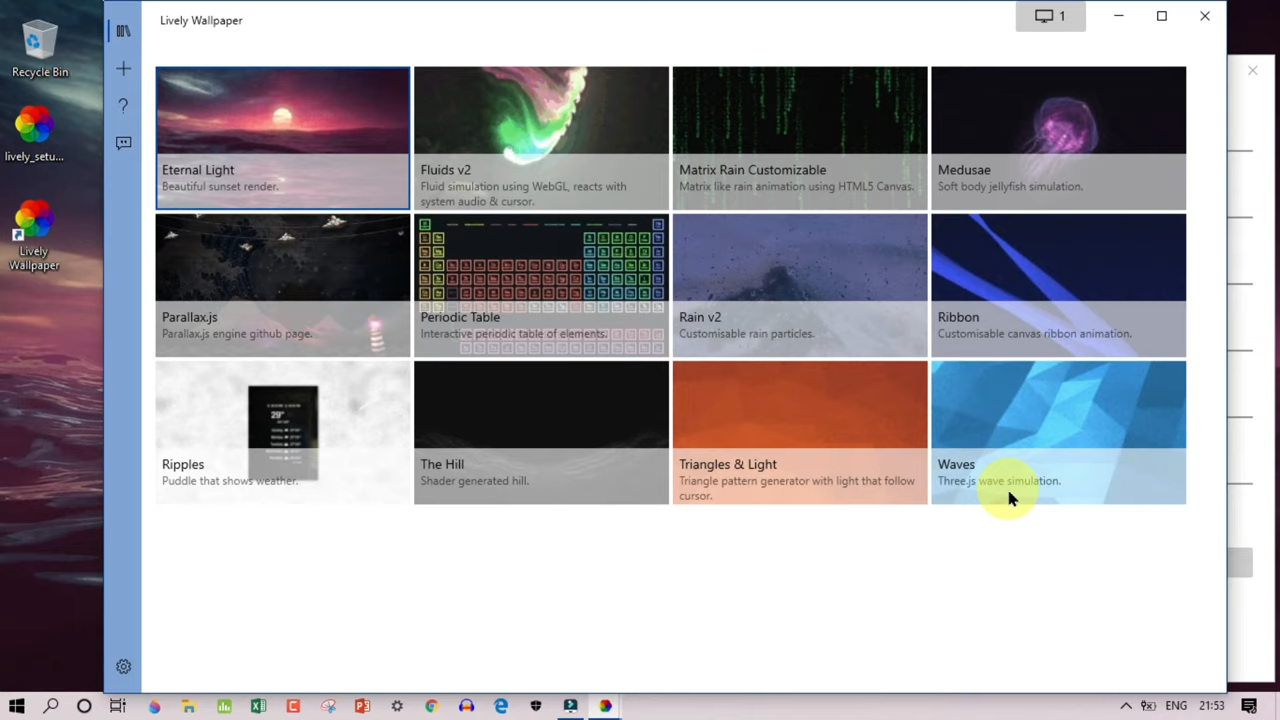 Lively Wallpaper
1
Recycle Bin
lively_setu...
Lively
Wallpaper
Eternal Light
Beautiful sunset render.
Fluids v2
Fluid simulation using WebGL, reacts with
system audio & cursor.
Matrix Rain Customizable
Matrix like rain animation using HTML5 Canvas.
Medusae
Soft body jellyfish simulation.
Parallax.js
Parallax.js engine github page.
Periodic Table
Interactive periodic table of elements.
Rain v2
Customisable rain particles.
Ribbon
Customisable canvas ribbon animation.
29°
Ripples
Puddle that shows weather.
The Hill
Shader generated hill.
Triangles & Light
Triangle pattern generator with light that follow
cursor.
Waves
Three.js wave simulation.
ENG
21:53